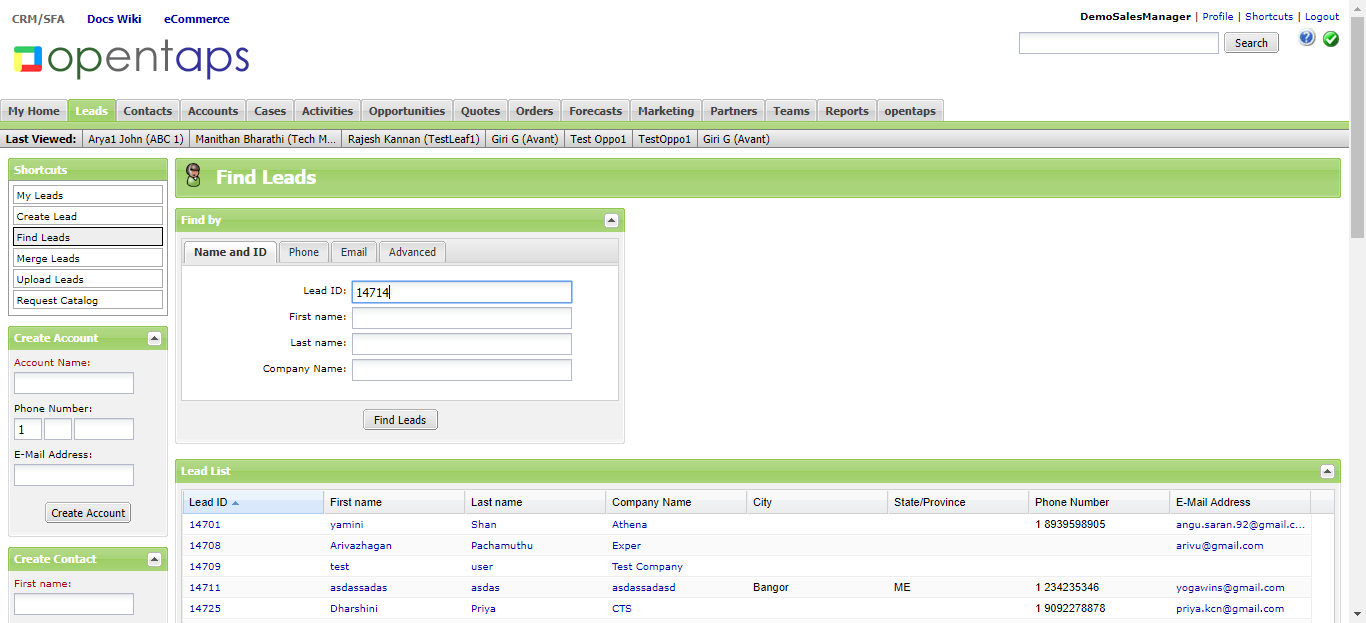 CRM/SFA Docs Wiki eCommerce
DemoSalesManager | Profile | Shortcuts | Logout
opentaps
Search
My Home Leads Contacts Accounts Cases Activities Opportunities Quotes Orders Forecasts Marketing Partners Teams Reports opentaps
Last Viewed: Arya1 John (ABC 1) Manithan Bharathi (Tech M... Rajesh Kannan (TestLeaf1) Giri G (Avant) Test Oppo1 TestOppo1 Giri G (Avant)
Shortcuts
My Leads
Create Lead
Find Leads
Merge Leads
Upload Leads
Request Catalog
Create Account
Account Name:
Phone Number:
1
E-Mail Address:
Create Account
Create Contact
First name:
Find Leads
Find by
Name and ID Phone Email Advanced
Lead ID: 14714
First name:
Last name:
Company Name:
Find Leads
Lead List
Lead ID First name Last name Company Name City State/Province Phone Number E-Mail Address
14701 yamini Shan Athena 1 8939598905 angu.saran.92@gmail.c...
14708 Arivazhagan Pachamuthu Exper arivu@gmail.com
14709 test user Test Company
14711 asdassadas asdas asdassadasd Bangor ME 1 234235346 yogawins@gmail.com
14725 Dharshini Priya CTS 1 9092278878 priya.kcn@gmail.com